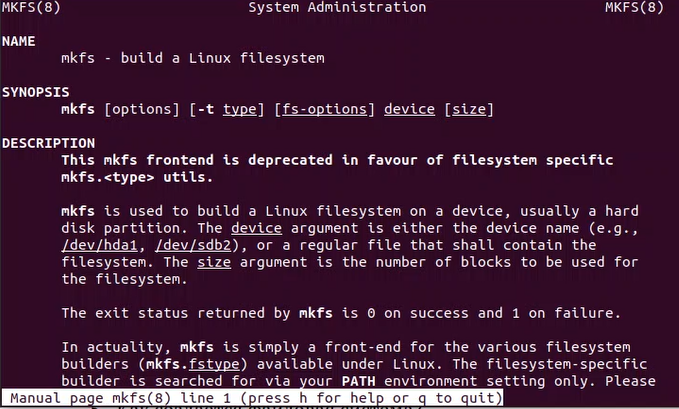 MKFS(8) System Administration MKFS(8)
NAME
mkfs - build a Linux filesystem
SYNOPSIS
mkfs [options] [-t type] [fs-options] device [size]
DESCRIPTION
This mkfs frontend is deprecated in favour of filesystem specific
mkfs.<type> utils.
mkfs is used to build a Linux filesystem on a device, usually a hard
disk partition. The device argument is either the device name (e.g.,
/dev/hda1, /dev/sdb2), or a regular file that shall contain the
filesystem. The size argument is the number of blocks to be used for
the filesystem.
The exit status returned by mkfs is 0 on success and 1 on failure.
In actuality, mkfs is simply a front-end for the various filesystem
builders (mkfs.fstype) available under Linux. The filesystem-specific
builder is searched for via your PATH environment setting only. Please
Manual page mkfs(8) line 1 (press h for help or q to quit)